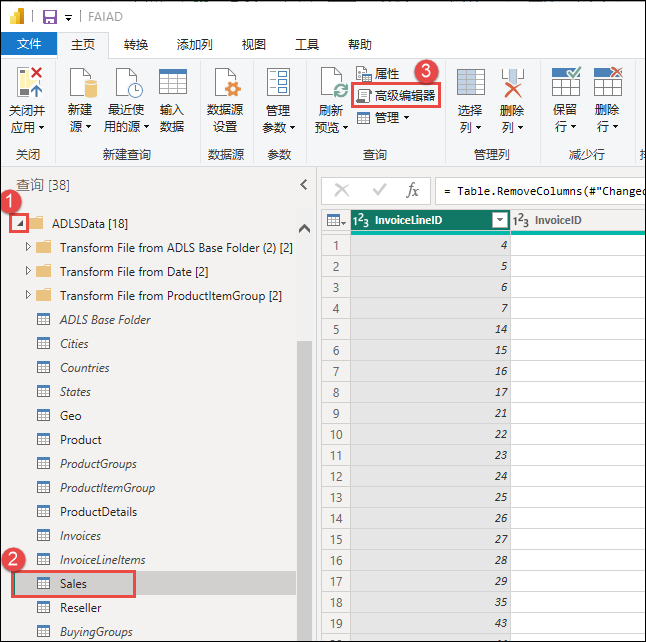 FAIAD
文件 主页 转换 添加列 视图 工具 帮助
关闭并
应用
关闭
新建
源
最近使
用的源
输入
数据
新建查询
数据源
设置
数据源
管理
参数
参数
刷新
预览
属性
3
高级编辑器
管理
查询
选择
列
删除
列
管理列
保留
行
删除
行
减少行
查询 [38]
= Table.RemoveColumns(#"Changed
1
ADLSData [18]
Transform File from ADLS Base Folder (2) [2]
Transform File from Date [2]
Transform File from ProductItemGroup [2]
ADLS Base Folder
Cities
Countries
States
Geo
Product
ProductGroups
ProductItemGroup
ProductDetails
Invoices
InvoiceLineItems
2
Sales
Reseller
BuyingGroups
1²3 InvoiceLineID 1²3 InvoiceID
1 4
2 5
3 6
4 7
5 14
6 15
7 16
8 17
9 21
10 22
11 23
12 24
13 25
14 26
15 27
16 28
17 29
18 35
19 43